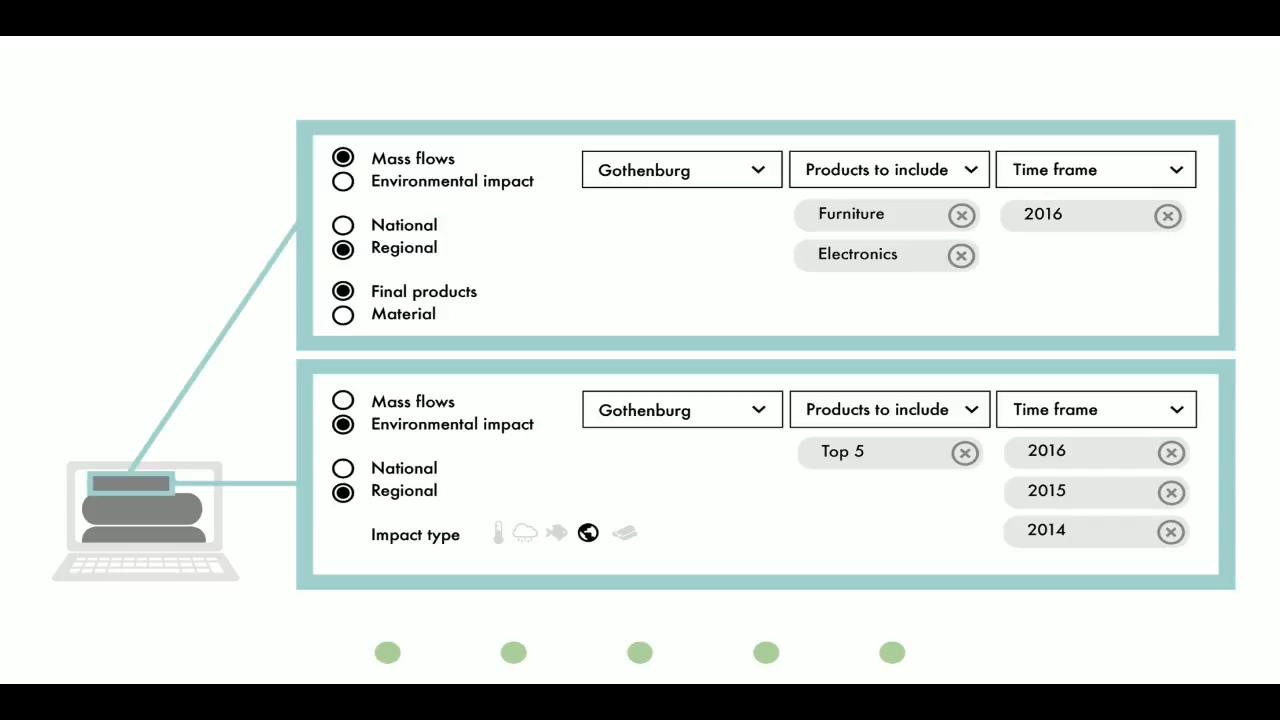 Mass flows
Environmental impact
National
Regional
Final products
Material
Gothenburg
Products to include
Furniture
Electronics
Time frame
2016
Mass flows
Environmental impact
National
Regional
Impact type
Gothenburg
Products to include
Top 5
Time frame
2016
2015
2014